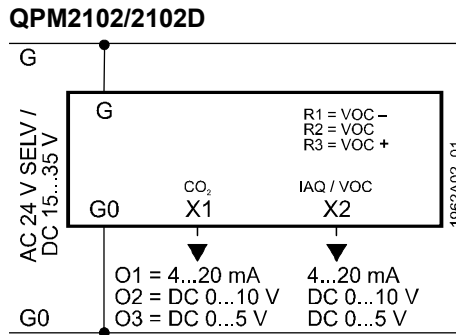 QPM2102/2102D
G
AC 24 V SELV /
DC 15...35 V
G
R1 = VOC –
R2 = VOC
R3 = VOC +
CO₂
IAQ / VOC
G0
X1
X2
O1 = 4...20 mA
4...20 mA
O2 = DC 0...10 V
DC 0...10 V
O3 = DC 0...5 V
DC 0...5 V
G0